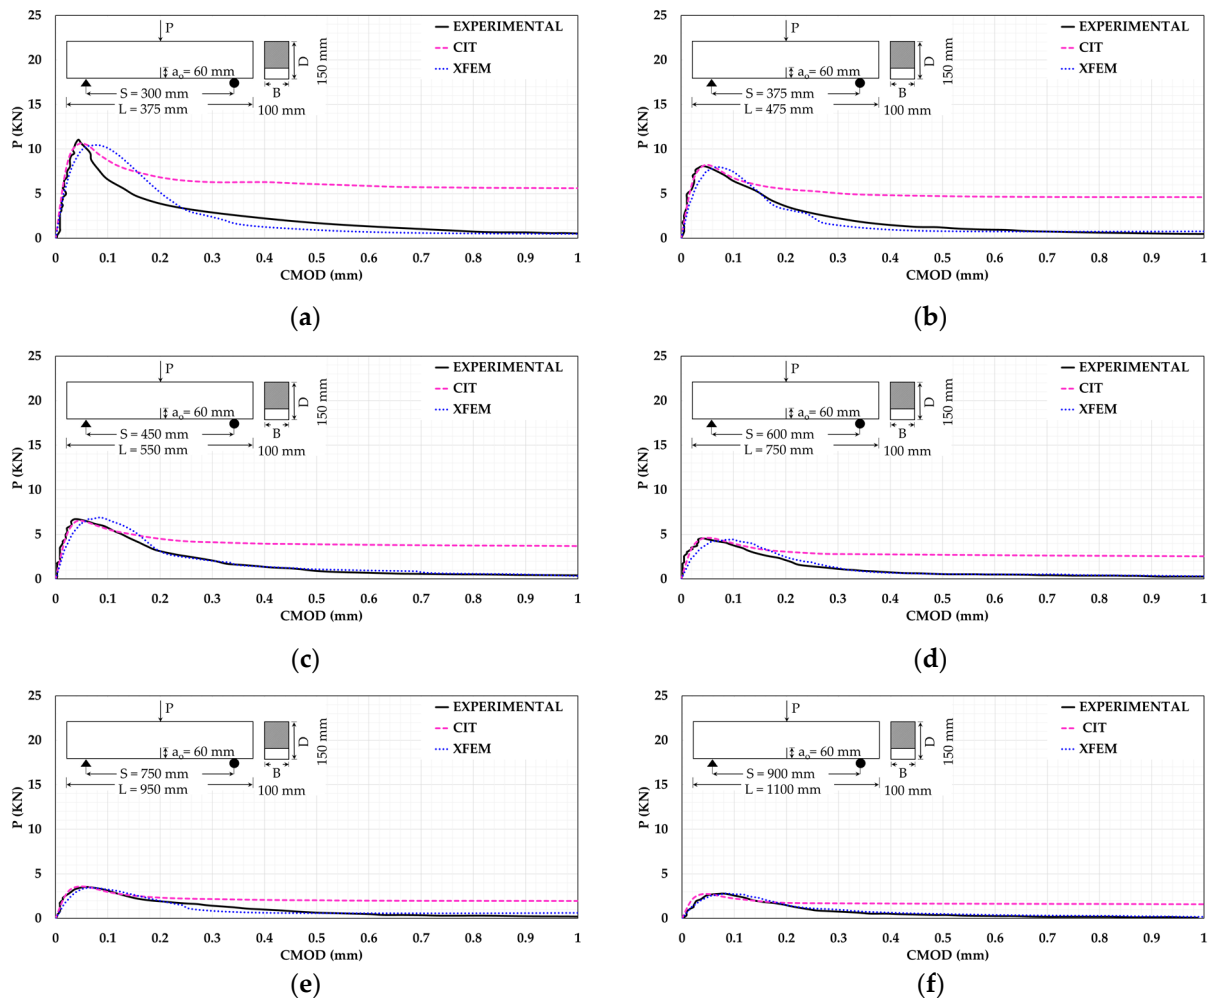 25
20
15
10
5
0
P (KN)
P
a₀= 60 mm
S = 300 mm
L = 375 mm
D
150 mm
B
100 mm
EXPERIMENTAL
CIT
XFEM
0 0.1 0.2 0.3 0.4 0.5 0.6 0.7 0.8 0.9 1
CMOD (mm)
(a)
25
20
15
10
5
0
P (KN)
P
a₀= 60 mm
S = 375 mm
L = 475 mm
D
150 mm
B
100 mm
EXPERIMENTAL
CIT
XFEM
0 0.1 0.2 0.3 0.4 0.5 0.6 0.7 0.8 0.9 1
CMOD (mm)
(b)
25
20
15
10
5
0
P (KN)
P
a₀= 60 mm
S = 450 mm
L = 550 mm
D
150 mm
B
100 mm
EXPERIMENTAL
CIT
XFEM
0 0.1 0.2 0.3 0.4 0.5 0.6 0.7 0.8 0.9 1
CMOD (mm)
(c)
25
20
15
10
5
0
P (KN)
P
a₀= 60 mm
S = 600 mm
L = 750 mm
D
150 mm
B
100 mm
EXPERIMENTAL
CIT
XFEM
0 0.1 0.2 0.3 0.4 0.5 0.6 0.7 0.8 0.9 1
CMOD (mm)
(d)
25
20
15
10
5
0
P (KN)
P
a₀= 60 mm
S = 750 mm
L = 950 mm
D
150 mm
B
100 mm
EXPERIMENTAL
CIT
XFEM
0 0.1 0.2 0.3 0.4 0.5 0.6 0.7 0.8 0.9 1
CMOD (mm)
(e)
25
20
15
10
5
0
P (KN)
P
a₀= 60 mm
S = 900 mm
L = 1100 mm
D
150 mm
B
100 mm
EXPERIMENTAL
CIT
XFEM
0 0.1 0.2 0.3 0.4 0.5 0.6 0.7 0.8 0.9 1
CMOD (mm)
(f)